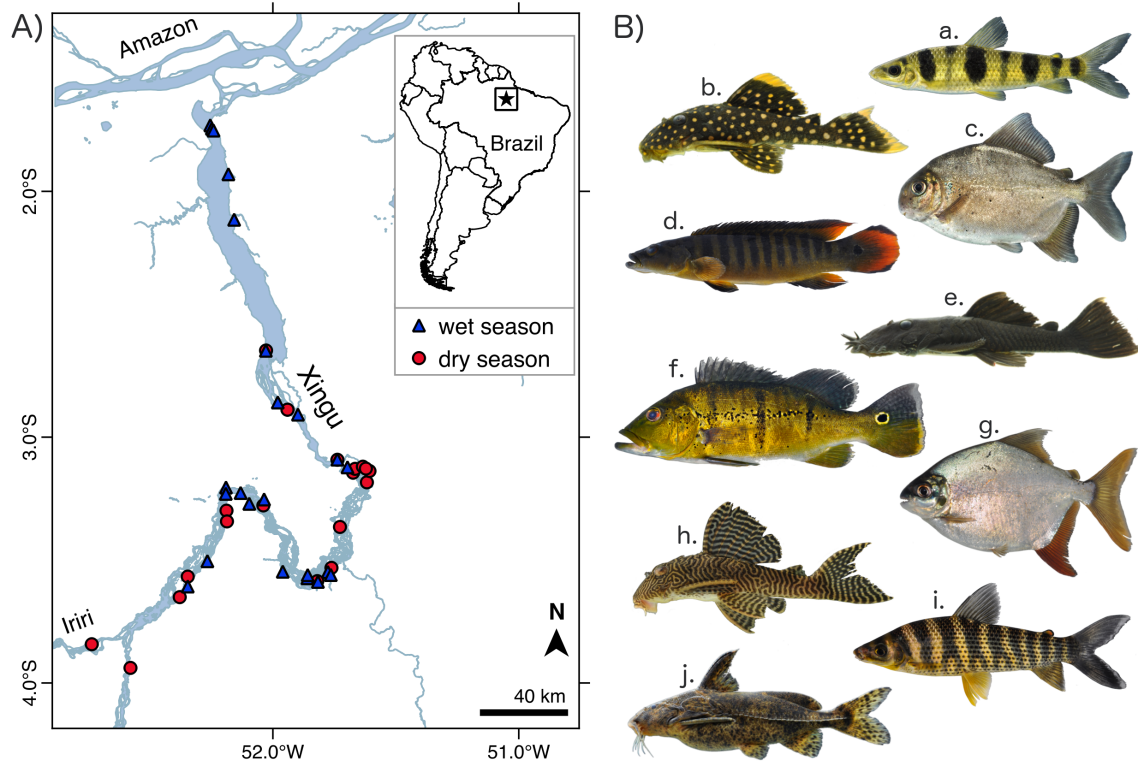 A)
Amazon
Brazil
wet season
dry season
Xingu
Iriri
N
40 km
2.0°S
3.0°S
4.0°S
52.0°W
51.0°W
B)
a.
b.
c.
d.
e.
f.
g.
h.
i.
j.